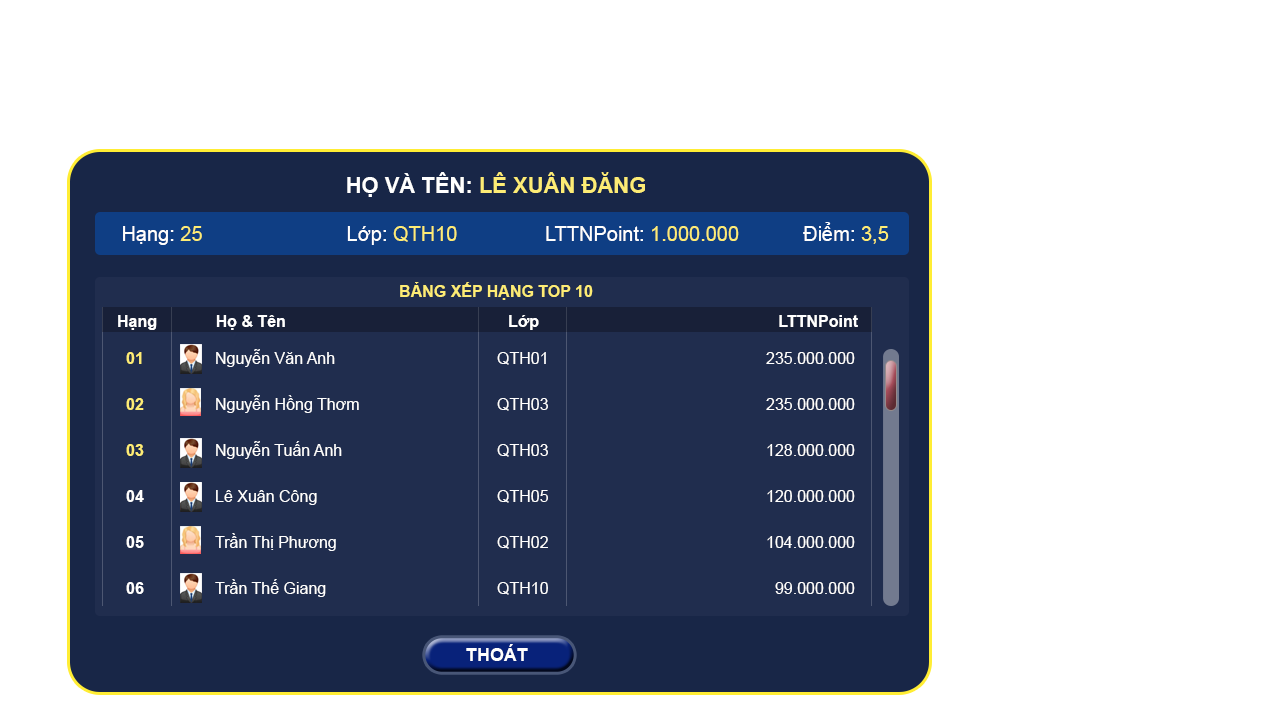 HỌ VÀ TÊN: LÊ XUÂN ĐĂNG
Hạng: 25 Lớp: QTH10 LTTNPoint: 1.000.000 Điểm: 3,5
BẢNG XẾP HẠNG TOP 10
Hạng Họ & Tên Lớp LTTNPoint
01 Nguyễn Văn Anh QTH01 235.000.000
02 Nguyễn Hồng Thơm QTH03 235.000.000
03 Nguyễn Tuấn Anh QTH03 128.000.000
04 Lê Xuân Công QTH05 120.000.000
05 Trần Thị Phương QTH02 104.000.000
06 Trần Thế Giang QTH10 99.000.000
THOÁT